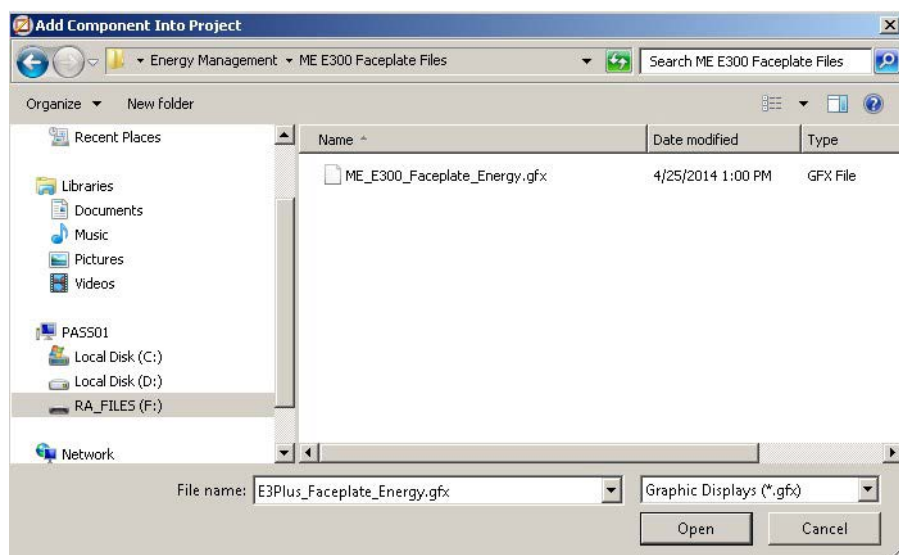 Add Component Into Project
Energy Management ME E300 Faceplate Files Search ME E300 Faceplate Files
Organize New folder
Recent Places
Name Date modified Type
ME_E300_Faceplate_Energy.gfx 4/25/2014 1:00 PM GFX File
Libraries
Documents
Music
Pictures
Videos
PASS01
Local Disk (C:)
Local Disk (D:)
RA_FILES (F:)
Network
File name: E3Plus_Faceplate_Energy.gfx Graphic Displays (*.gfx)
Open Cancel